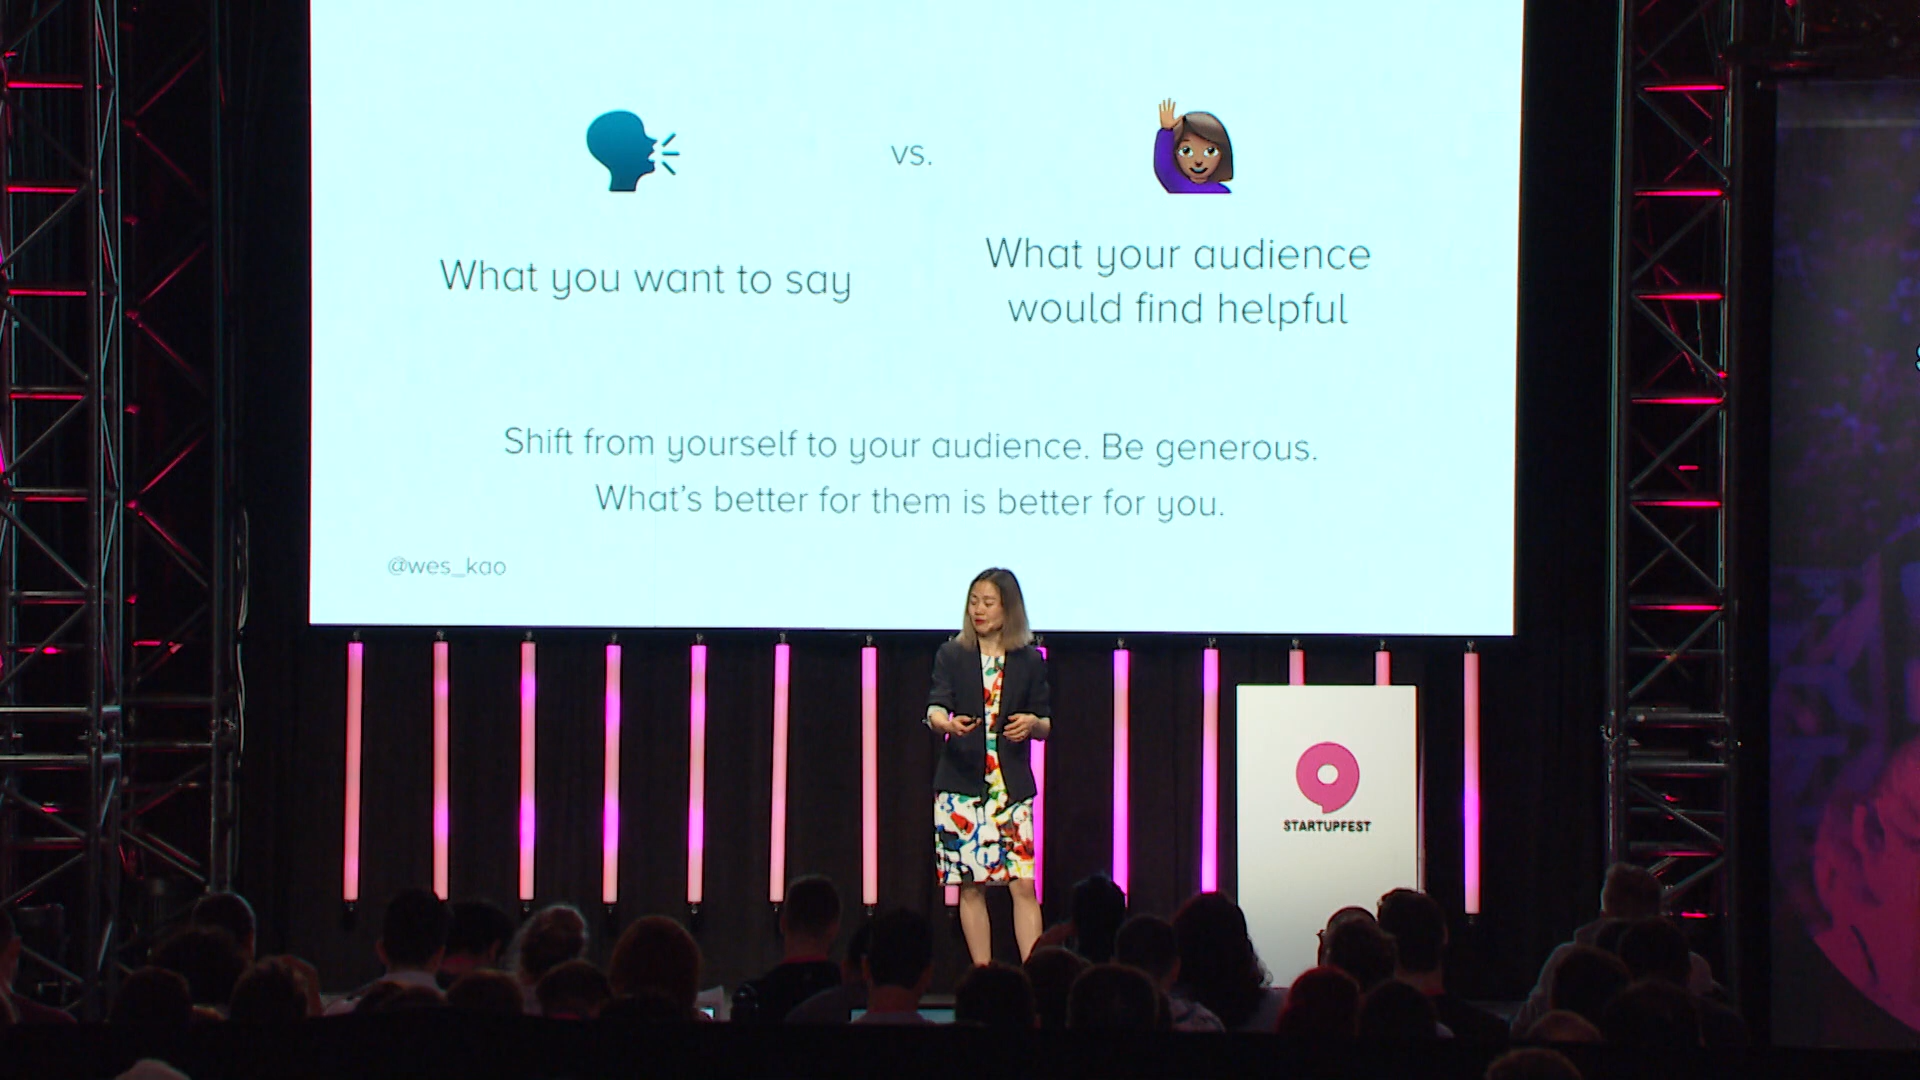 vs.
What you want to say
What your audience
would find helpful
Shift from yourself to your audience. Be generous.
What's better for them is better for you.
@wes_kao
STARTUPFEST